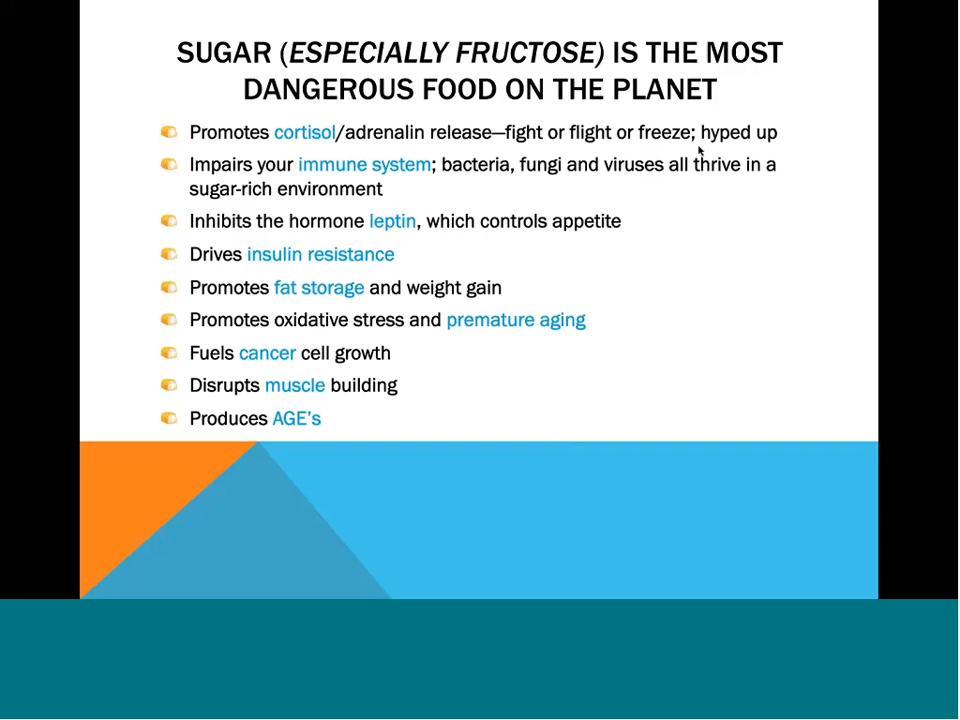 SUGAR (ESPECIALLY FRUCTOSE) IS THE MOST
DANGEROUS FOOD ON THE PLANET
Promotes cortisol/adrenalin release—fight or flight or freeze; hyped up
Impairs your immune system; bacteria, fungi and viruses all thrive in a
sugar-rich environment
Inhibits the hormone leptin, which controls appetite
Drives insulin resistance
Promotes fat storage and weight gain
Promotes oxidative stress and premature aging
Fuels cancer cell growth
Disrupts muscle building
Produces AGE's